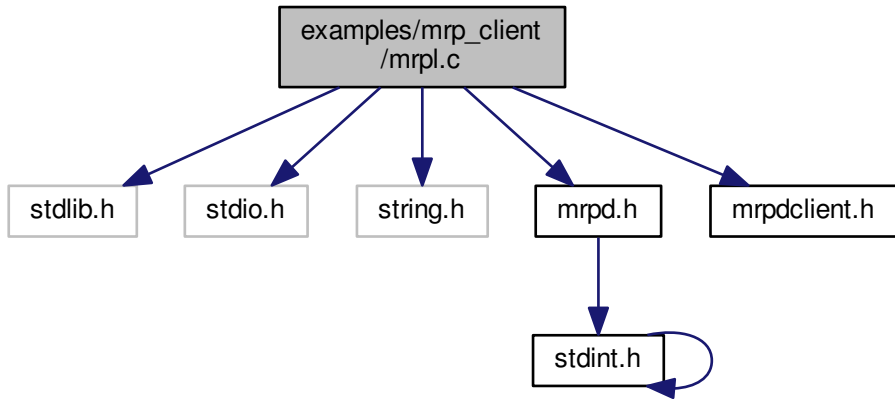 examples/mrp_client
/mrpl.c
stdlib.h
stdio.h
string.h
mrpd.h
mrpdclient.h
stdint.h